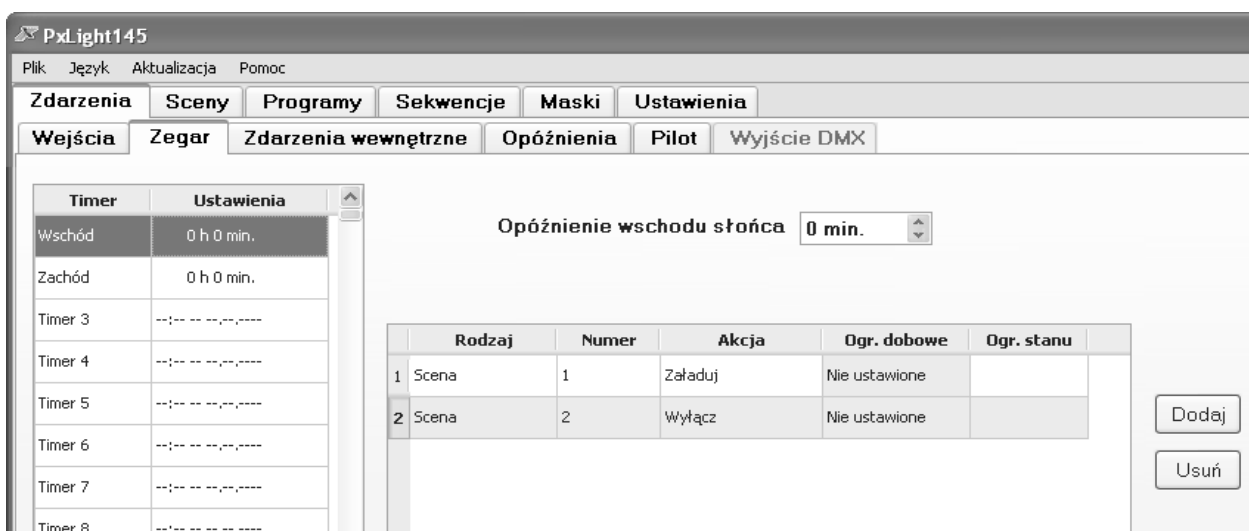 PxLight145
Plik Język Aktualizacja Pomoc
Zdarzenia Sceny Programy Sekwencje Maski Ustawienia
Wejścia Zegar Zdarzenia wewnętrzne Opóźnienia Pilot Wyjście DMX
Timer Ustawienia
Wschód 0 h 0 min.
Zachód 0 h 0 min.
Timer 3 --:-- -- --.--.----
Timer 4 --:-- -- --.--.----
Timer 5 --:-- -- --.--.----
Timer 6 --:-- -- --.--.----
Timer 7 --:-- -- --.--.----
Timer 8 --:-- -- --.--.----
Opóźnienie wschodu słońca 0 min.
Rodzaj Numer Akcja Ogr. dobowe Ogr. stanu
1 Scena 1 Załaduj Nie ustawione
2 Scena 2 Wyłącz Nie ustawione
Dodaj
Usuń